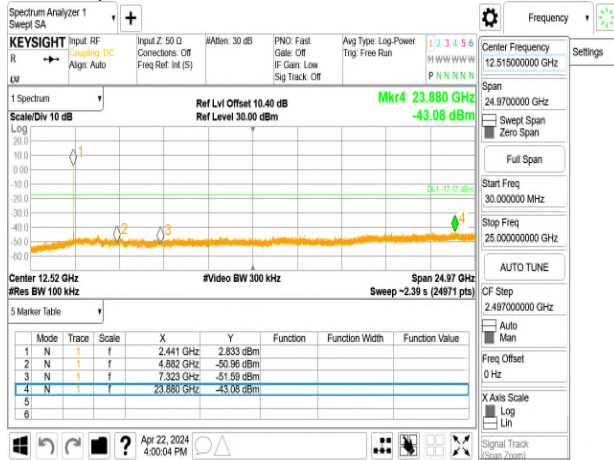 Spectrum Analyzer 1
Swept SA
Frequency
Settings
KEYSIGHT
R
Input: RF
Coupling: DC
Align: Auto
Input Z: 50 Ω
Corrections: Off
Freq Ref: Int (S)
#Atten: 30 dB
PNO: Fast
Gate: Off
IF Gain: Low
Sig Track: Off
Avg Type: Log-Power
Trig: Free Run
1 2 3 4 5 6
M W W W W W
P N N N N N
1 Spectrum
Scale/Div 10 dB
Ref Lvl Offset 10.40 dB
Ref Level 30.00 dBm
Mkr4 23.880 GHz
-43.08 dBm
Log
20.0
10.0
0.00
-10.0
-20.0
-30.0
-40.0
-50.0
-60.0
1
2
3
4
DL1 -17.17 dBm
Center 12.52 GHz
#Video BW 300 kHz
Span 24.97 GHz
#Res BW 100 kHz
Sweep ~2.39 s (24971 pts)
5 Marker Table
Mode Trace Scale X Y Function Function Width Function Value
1 N 1 f 2.441 GHz 2.833 dBm
2 N 1 f 4.882 GHz -50.96 dBm
3 N 1 f 7.323 GHz -51.59 dBm
4 N 1 f 23.880 GHz -43.08 dBm
5
6
Apr 22, 2024
4:00:04 PM
Center Frequency
12.515000000 GHz
Span
24.9700000 GHz
Swept Span
Zero Span
Full Span
Start Freq
30.000000 MHz
Stop Freq
25.000000000 GHz
AUTO TUNE
CF Step
2.497000000 GHz
Auto
Man
Freq Offset
0 Hz
X Axis Scale
Log
Lin
Signal Track
(Span Zoom)